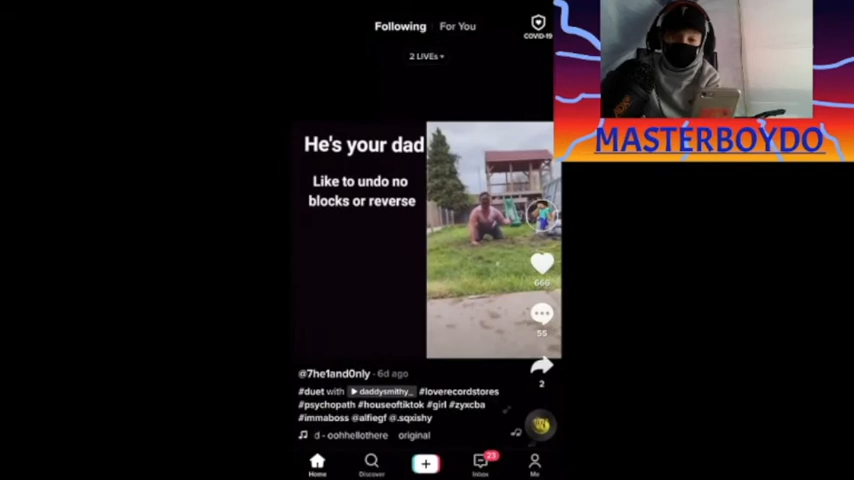 Following For You
COVID-19
2 LIVEs
MASTERBOYDO
He's your dad
Like to undo no
blocks or reverse
666
55
2
@7he1and0nly · 6d ago
#duet with daddysmithy_ #loverecordstores
#psychopath #houseoftiktok #girl #zyxcba
#immaboss @alfiegf @.sqxishy
d - oohhellothere original
Home Discover Inbox 23 Me